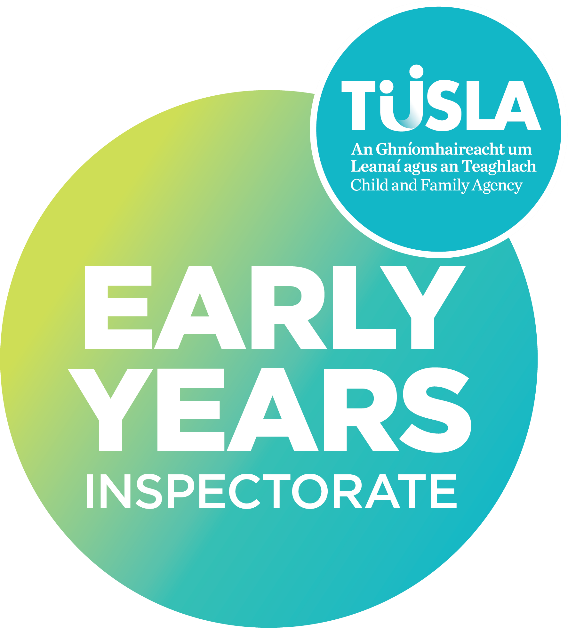 TUSLA
An Ghníomhaireacht um
Leanaí agus an Teaghlach
Child and Family Agency
EARLY
YEARS
INSPECTORATE